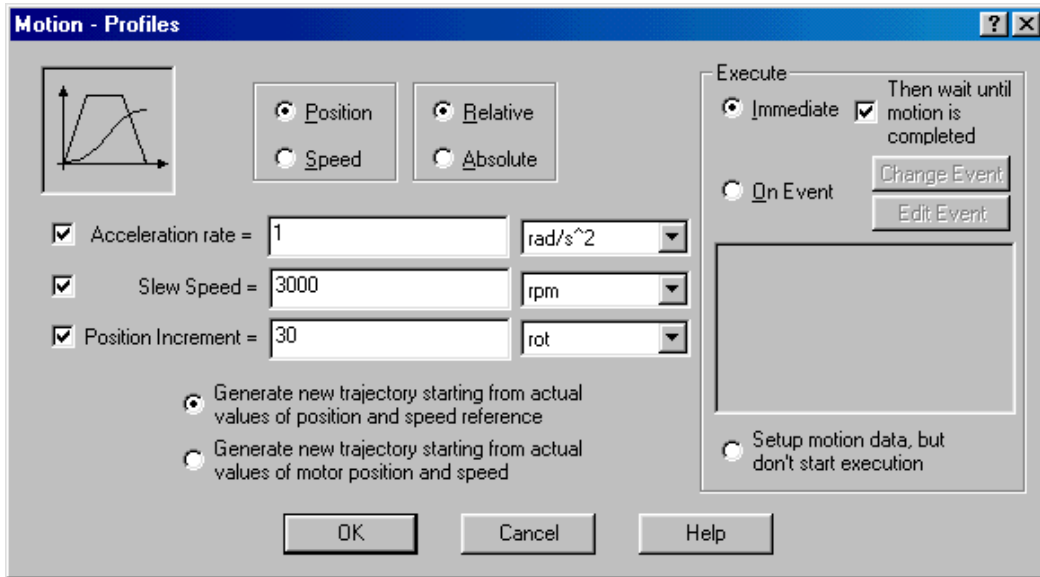 Motion - Profiles
Position
Speed
Relative
Absolute
Acceleration rate =
1
rad/s^2
Slew Speed =
3000
rpm
Position Increment =
30
rot
Generate new trajectory starting from actual
values of position and speed reference
Generate new trajectory starting from actual
values of motor position and speed
Execute
Immediate
Then wait until
motion is
completed
On Event
Change Event
Edit Event
Setup motion data, but
don't start execution
OK
Cancel
Help